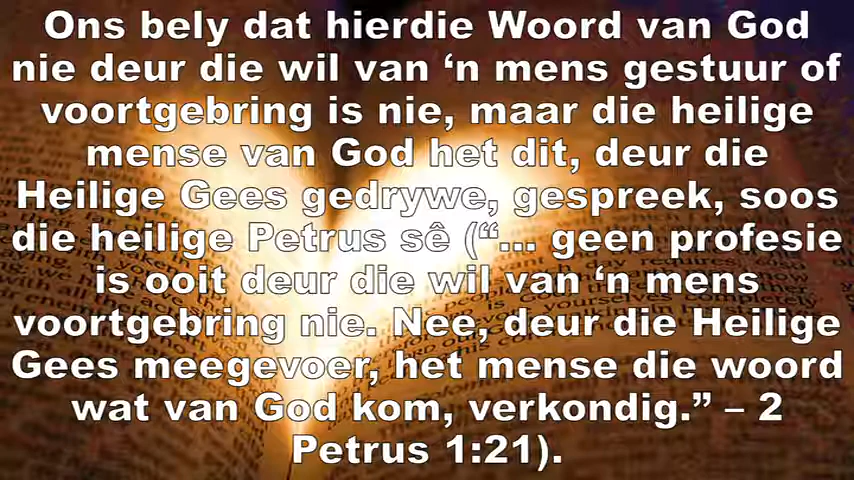 Ons bely dat hierdie Woord van God
nie deur die wil van ‘n mens gestuur of
voortgebring is nie, maar die heilige
mense van God het dit, deur die
Heilige Gees gedrywe, gespreek, soos
die heilige Petrus sê (“... geen profesie
is ooit deur die wil van ‘n mens
voortgebring nie. Nee, deur die Heilige
Gees meegevoer, het mense die woord
wat van God kom, verkondig.” – 2
Petrus 1:21).